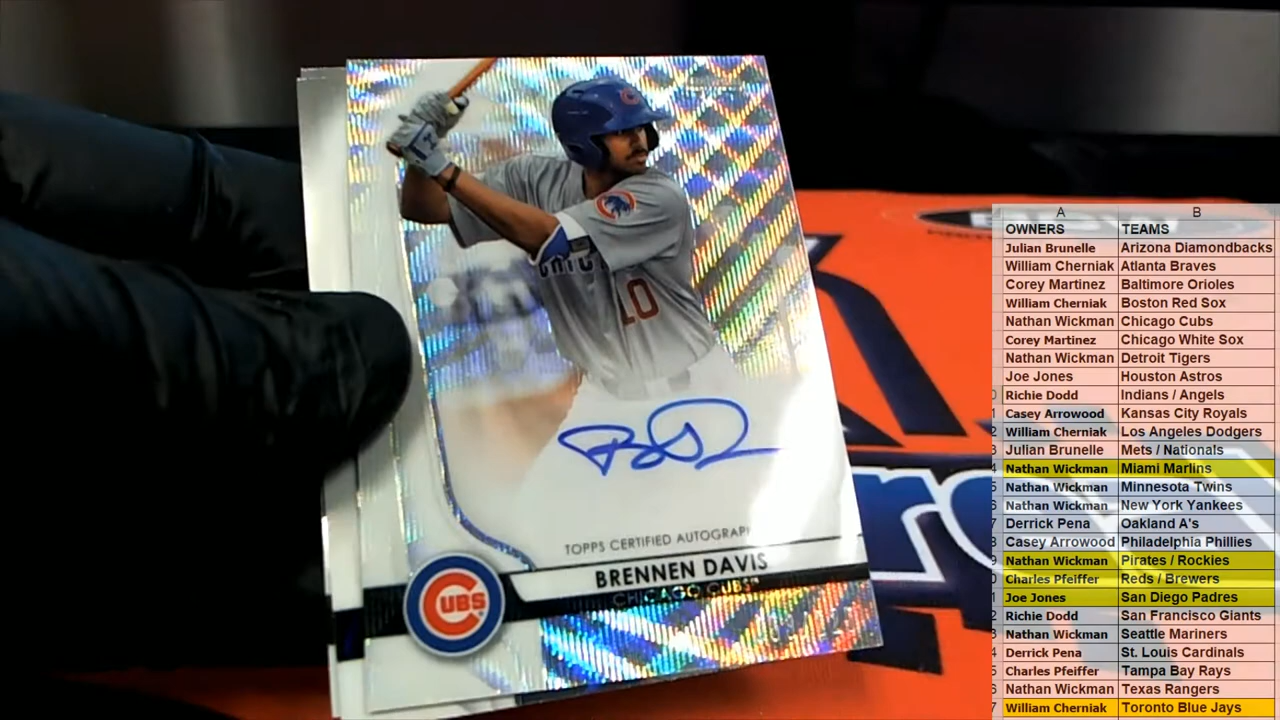 10
TOPPS CERTIFIED AUTOGRAPH
BRENNEN DAVIS
CHICAGO CUBS
CUBS
A B
OWNERS TEAMS
Julian Brunelle Arizona Diamondbacks
William Cherniak Atlanta Braves
Corey Martinez Baltimore Orioles
William Cherniak Boston Red Sox
Nathan Wickman Chicago Cubs
Corey Martinez Chicago White Sox
Nathan Wickman Detroit Tigers
Joe Jones Houston Astros
Richie Dodd Indians / Angels
Casey Arrowood Kansas City Royals
William Cherniak Los Angeles Dodgers
Julian Brunelle Mets / Nationals
Nathan Wickman Miami Marlins
Nathan Wickman Minnesota Twins
Nathan Wickman New York Yankees
Derrick Pena Oakland A's
Casey Arrowood Philadelphia Phillies
Nathan Wickman Pirates / Rockies
Charles Pfeiffer Reds / Brewers
Joe Jones San Diego Padres
Richie Dodd San Francisco Giants
Nathan Wickman Seattle Mariners
Derrick Pena St. Louis Cardinals
Charles Pfeiffer Tampa Bay Rays
Nathan Wickman Texas Rangers
William Cherniak Toronto Blue Jays